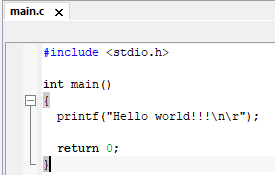 main.c
#include <stdio.h>
int main()
{
printf("Hello world!!!\n\r");
return 0;
}